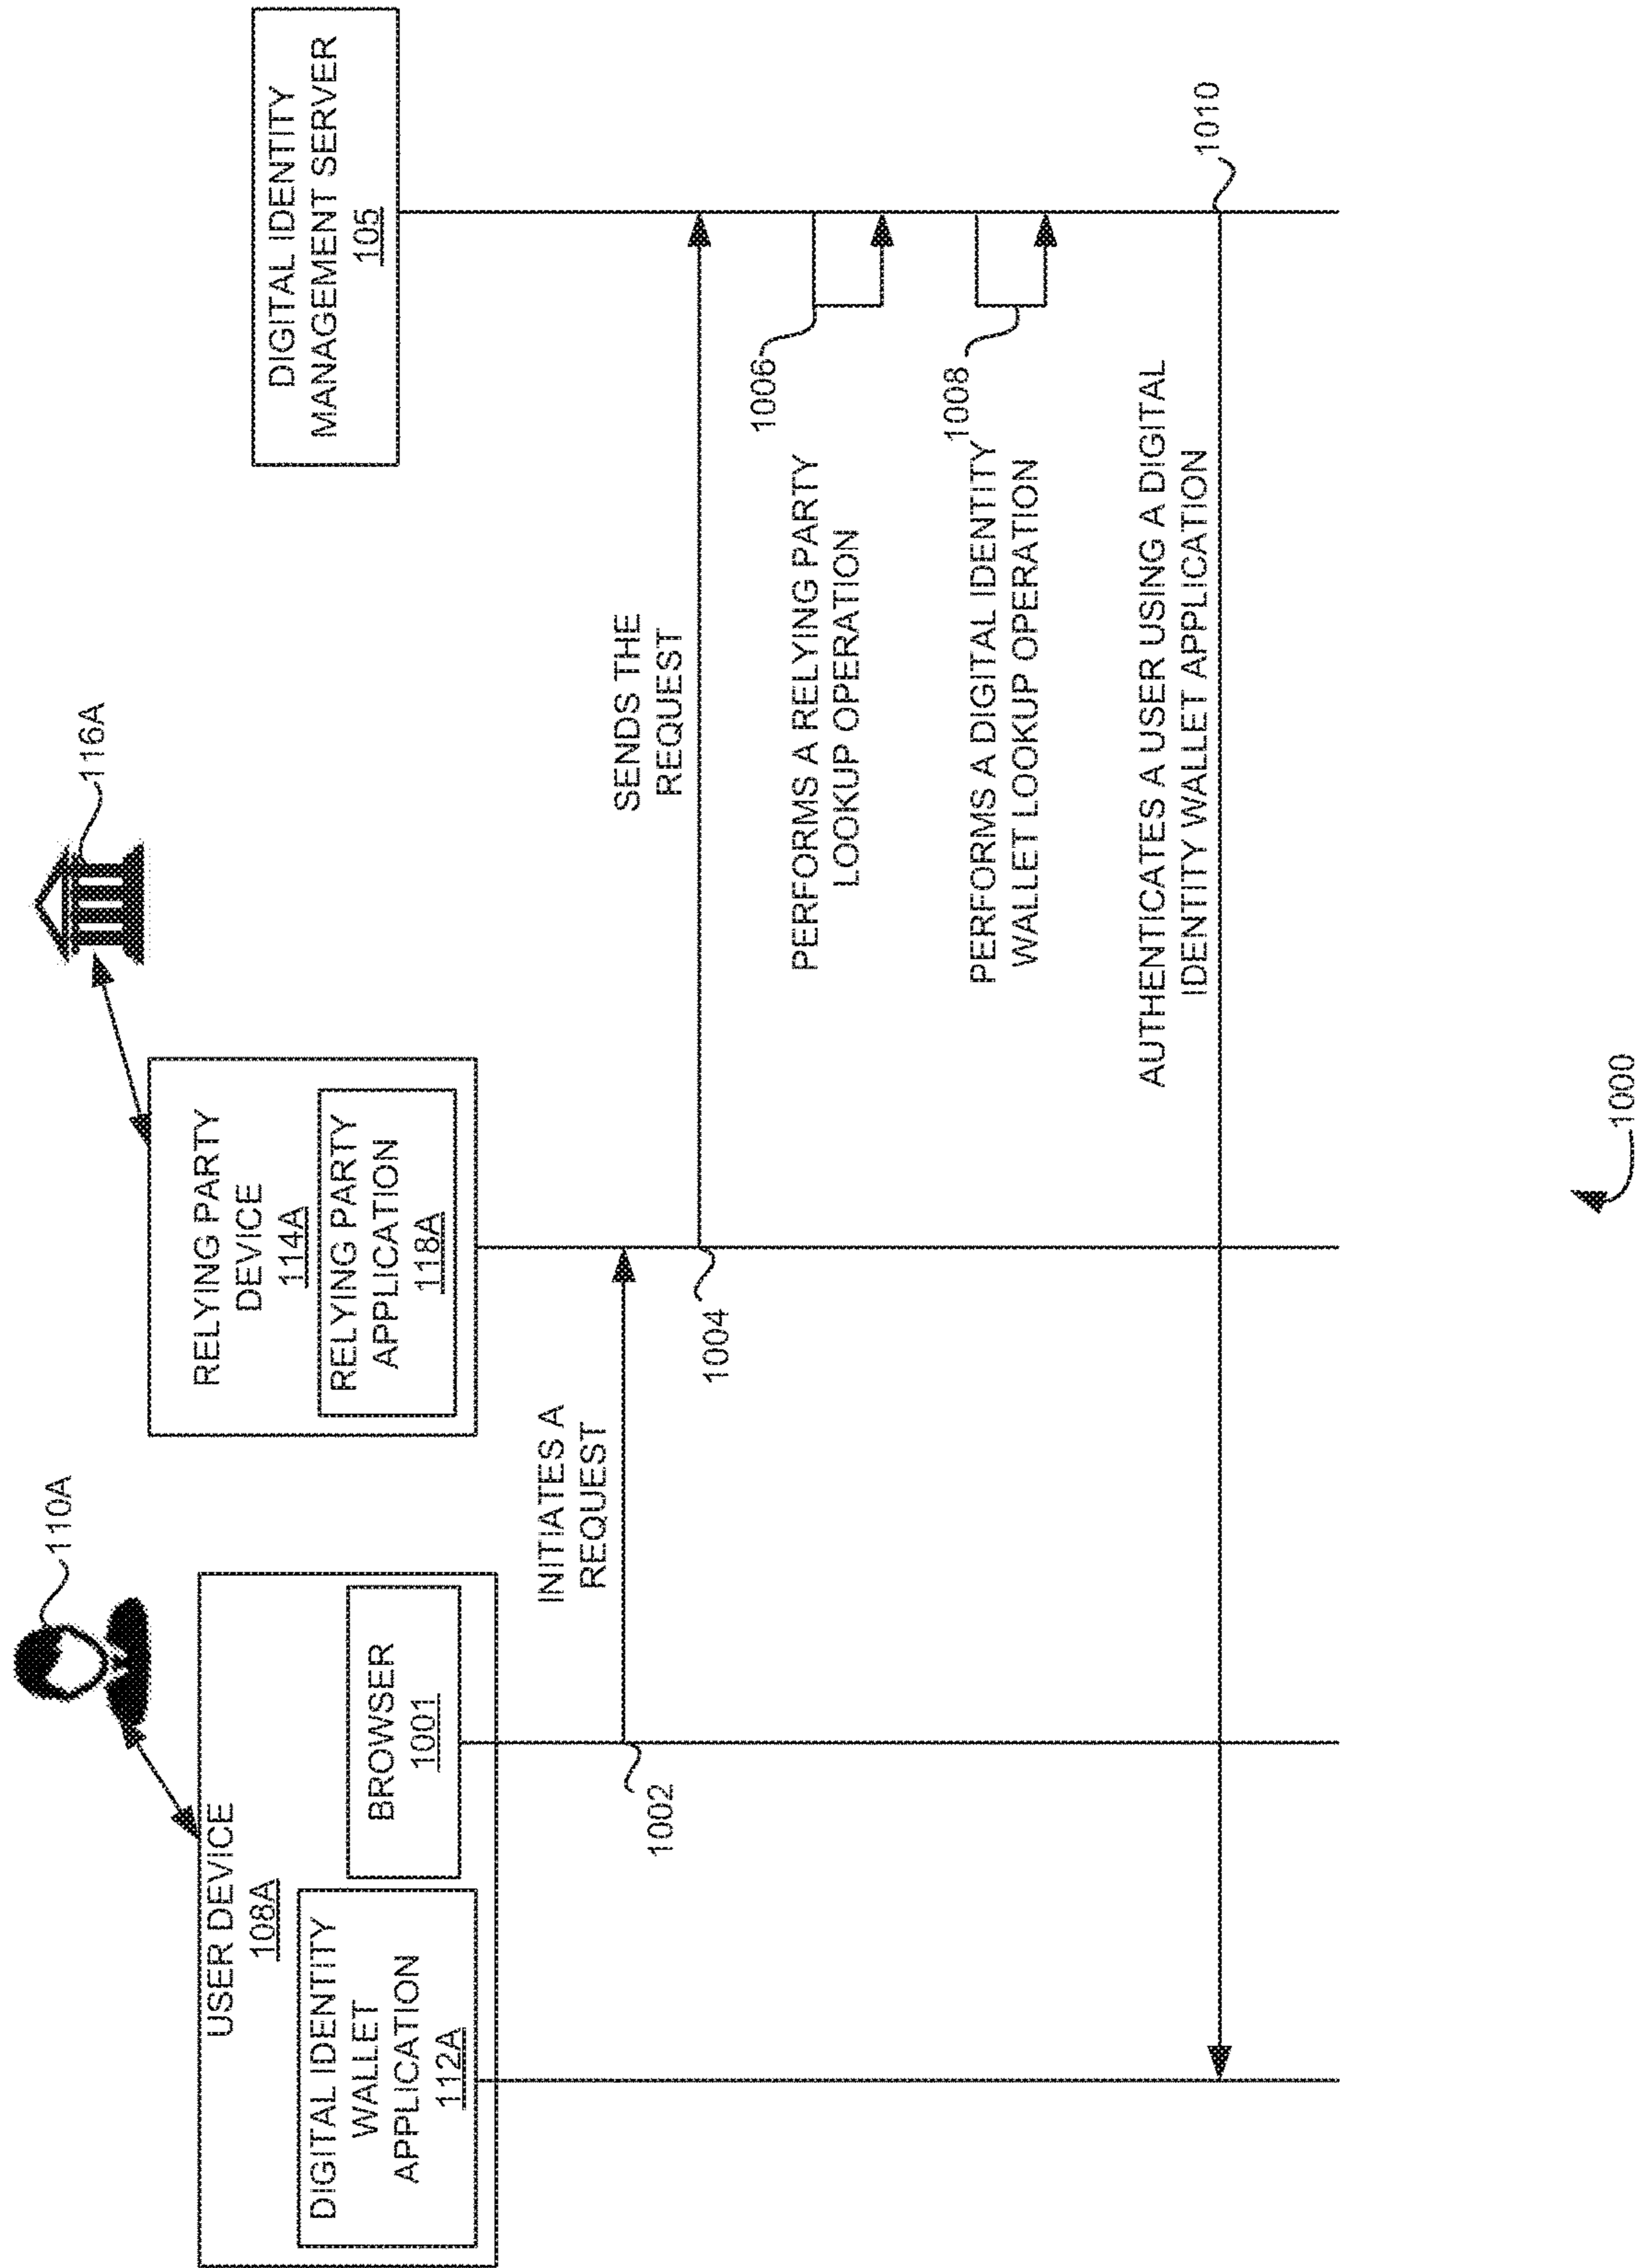 110A
116A
USER DEVICE
108A
DIGITAL IDENTITY
WALLET
APPLICATION
112A
BROWSER
1001
RELYING PARTY
DEVICE
114A
RELYING PARTY
APPLICATION
118A
DIGITAL IDENTITY
MANAGEMENT SERVER
105
INITIATES A
REQUEST
1002
SENDS THE
REQUEST
1004
PERFORMS A RELYING PARTY
LOOKUP OPERATION
1006
PERFORMS A DIGITAL IDENTITY
WALLET LOOKUP OPERATION
1008
AUTHENTICATES A USER USING A DIGITAL
IDENTITY WALLET APPLICATION
1010
1000